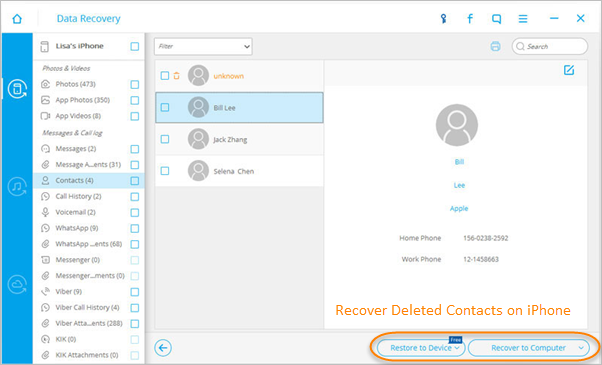 Data Recovery
Lisa's iPhone
Photos & Videos
Photos (473)
App Photos (350)
App Videos (8)
Messages & Call log
Messages (2)
Message A...ents (31)
Contacts (4)
Call History (2)
Voicemail (2)
WhatsApp (9)
WhatsApp ...ents (68)
Messenger (0)
Messenger...ments (0)
Viber (9)
Viber Call History (4)
Viber Atta...ents (288)
KIK (0)
KIK Attachments (0)
Filter
Search
unknown
Bill Lee
Jack Zhang
Selena Chen
Bill
Lee
Apple
Home Phone 156-0238-2592
Work Phone 12-1458663
Recover Deleted Contacts on iPhone
Free
Restore to Device Recover to Computer